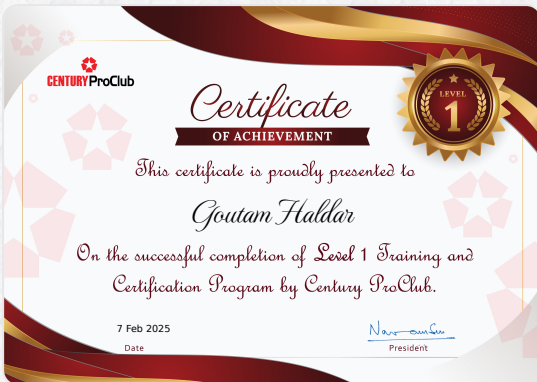 CENTURY ProClub
LEVEL
1
Certificate
OF ACHIEVEMENT
This certificate is proudly presented to
Goutam Haldar
On the successful completion of Level 1 Training and
Certification Program by Century ProClub.
7 Feb 2025
Date
President